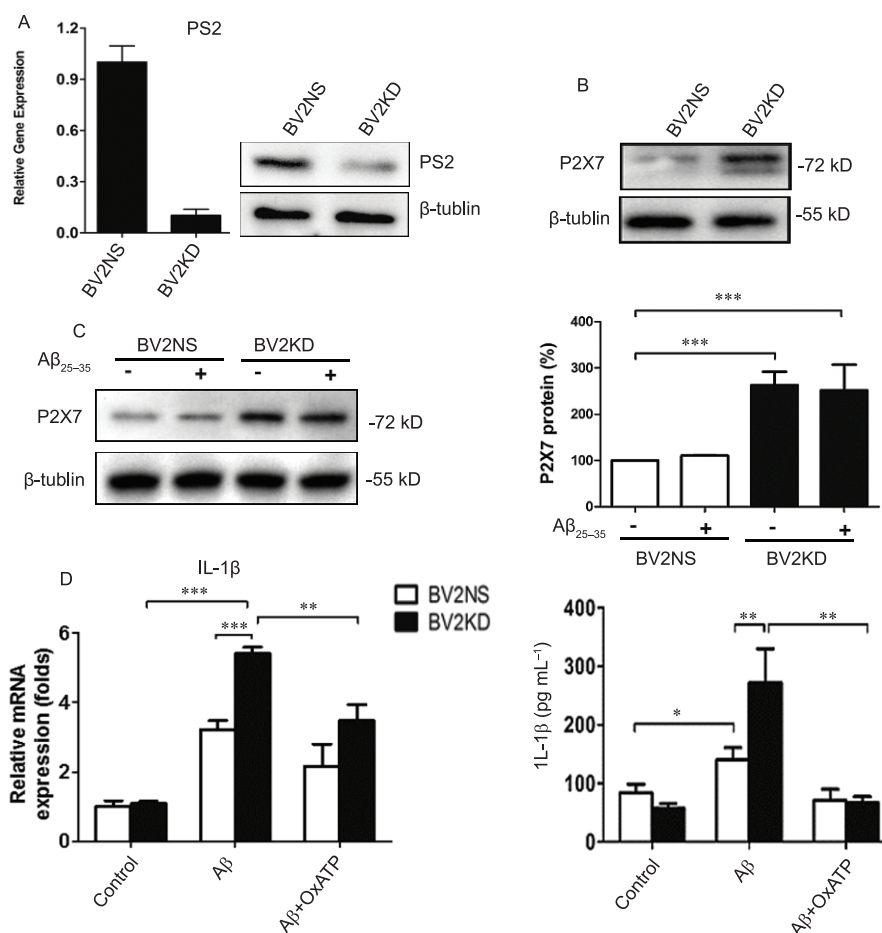 A
PS2
1.2
0.9
0.6
0.3
0.0
Relative Gene Expression
BV2NS
BV2KD
BV2NS
BV2KD
PS2
β-tublin
B
BV2NS
BV2KD
P2X7
-72 kD
β-tublin
-55 kD
C
BV2NS
BV2KD
Aβ25–35
- + - +
P2X7
-72 kD
β-tublin
-55 kD
***
***
400
300
200
100
0
P2X7 protein (%)
Aβ25–35
- + - +
BV2NS
BV2KD
D
IL-1β
BV2NS
BV2KD
***
**
***
6
4
2
0
Relative mRNA
expression (folds)
Control
Aβ
Aβ+OxATP
**
**
*
400
300
200
100
0
1L-1β (pg mL−1)
Control
Aβ
Aβ+OxATP